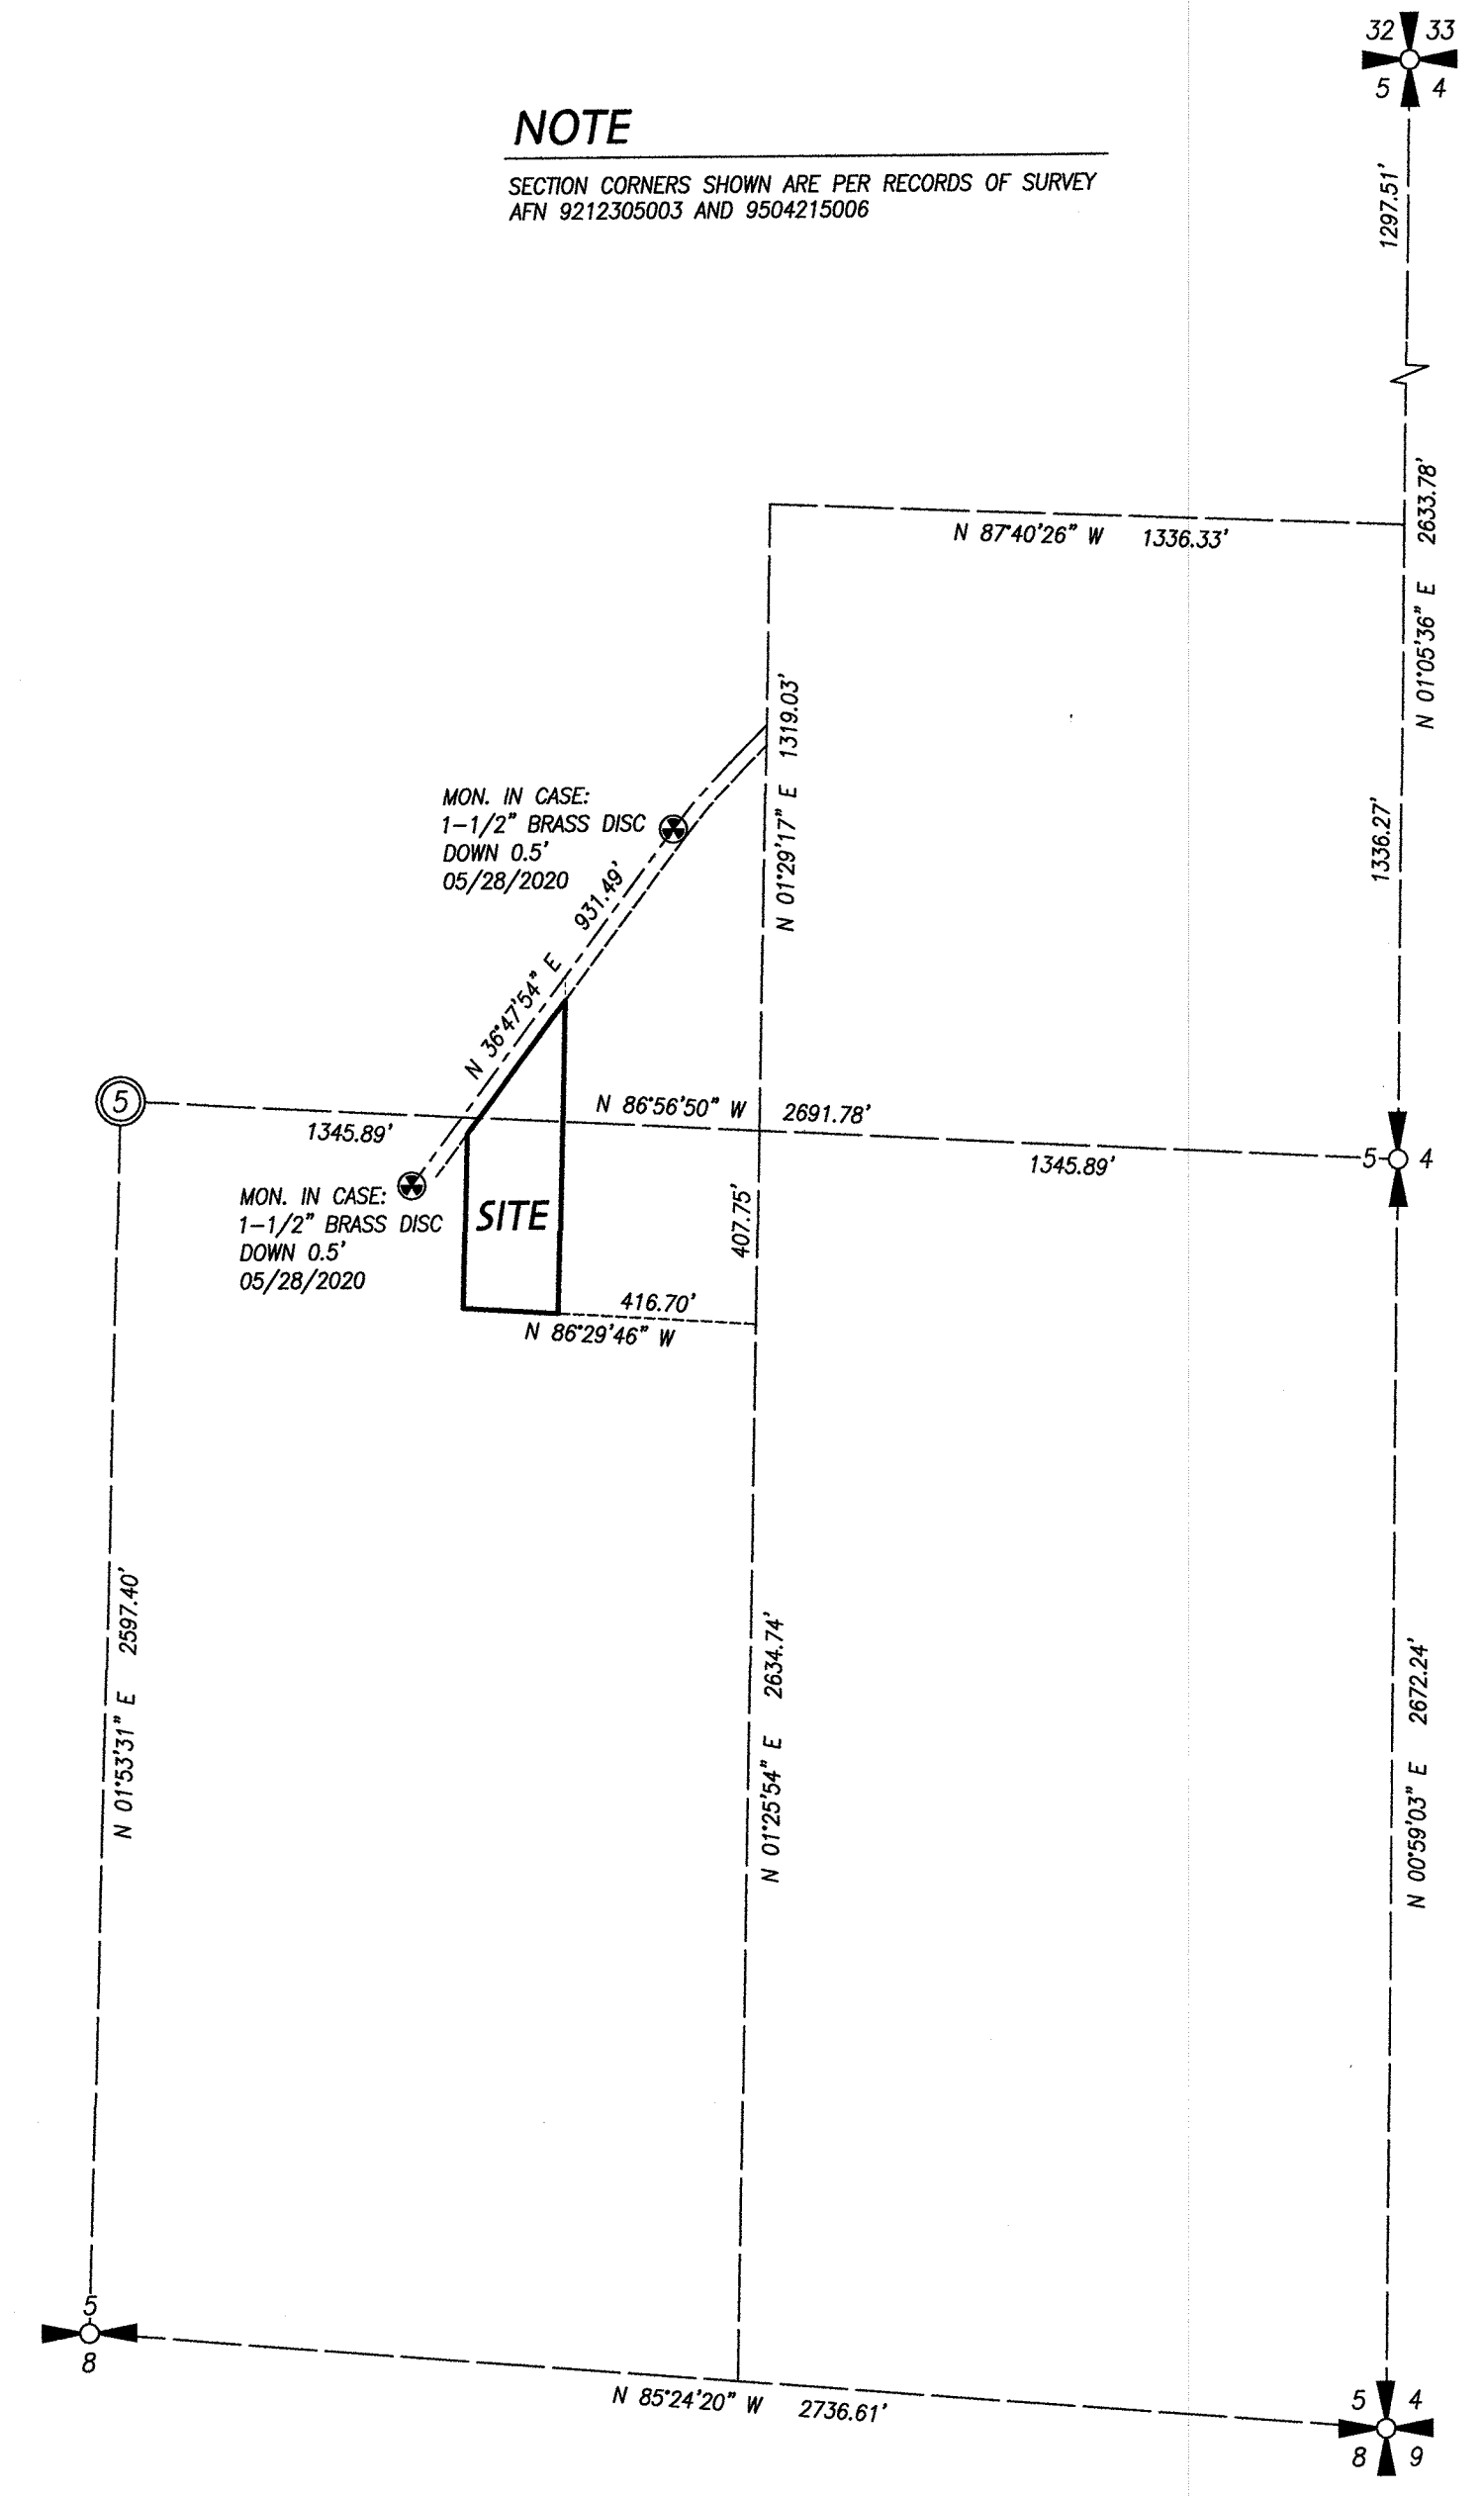 32 33
5 4
NOTE
SECTION CORNERS SHOWN ARE PER RECORDS OF SURVEY
AFN 9212305003 AND 9504215006
1297.51'
N 01°05'36" E 2633.78'
N 87°40'26" W 1336.33'
N 01°29'17" E 1319.03'
MON. IN CASE:
1-1/2" BRASS DISC
DOWN 0.5'
05/28/2020
1336.27'
N 36°47'54" E 931.49'
5
N 86°56'50" W 2691.78'
1345.89'
1345.89'
5 4
MON. IN CASE:
1-1/2" BRASS DISC
DOWN 0.5'
05/28/2020
SITE
407.75'
416.70'
N 86°29'46" W
N 01°53'31" E 2597.40'
N 01°25'54" E 2634.74'
N 00°59'03" E 2672.24'
5
8
N 85°24'20" W 2736.61'
5 4
8 9